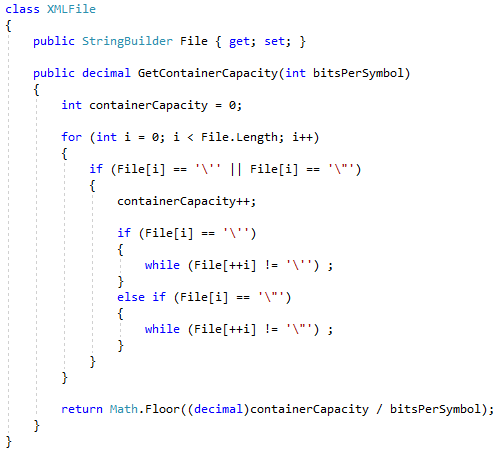 class XMLFile
{
    public StringBuilder File { get; set; }

    public decimal GetContainerCapacity(int bitsPerSymbol)
    {
        int containerCapacity = 0;

        for (int i = 0; i < File.Length; i++)
        {
            if (File[i] == '\'' || File[i] == '\"')
            {
                containerCapacity++;

                if (File[i] == '\'')
                {
                    while (File[++i] != '\'') ;
                }
                else if (File[i] == '\"')
                {
                    while (File[++i] != '\"') ;
                }
            }
        }

        return Math.Floor((decimal)containerCapacity / bitsPerSymbol);
    }
}